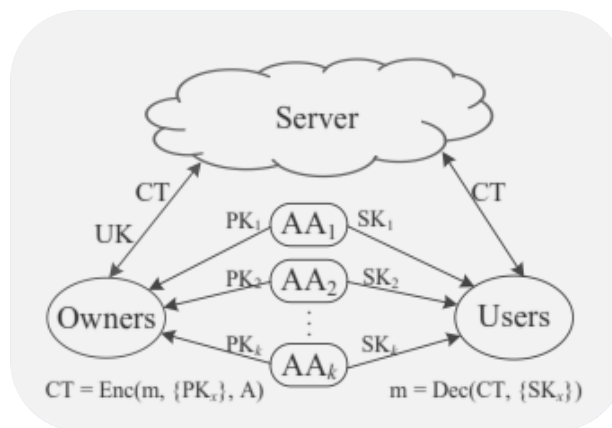 Server
CT
CT
UK
PK₁ AA₁ SK₁
PK₂ AA₂ SK₂
Owners
Users
PKₖ AAₖ SKₖ
CT = Enc(m, {PKₓ}, A)
m = Dec(CT, {SKₓ})